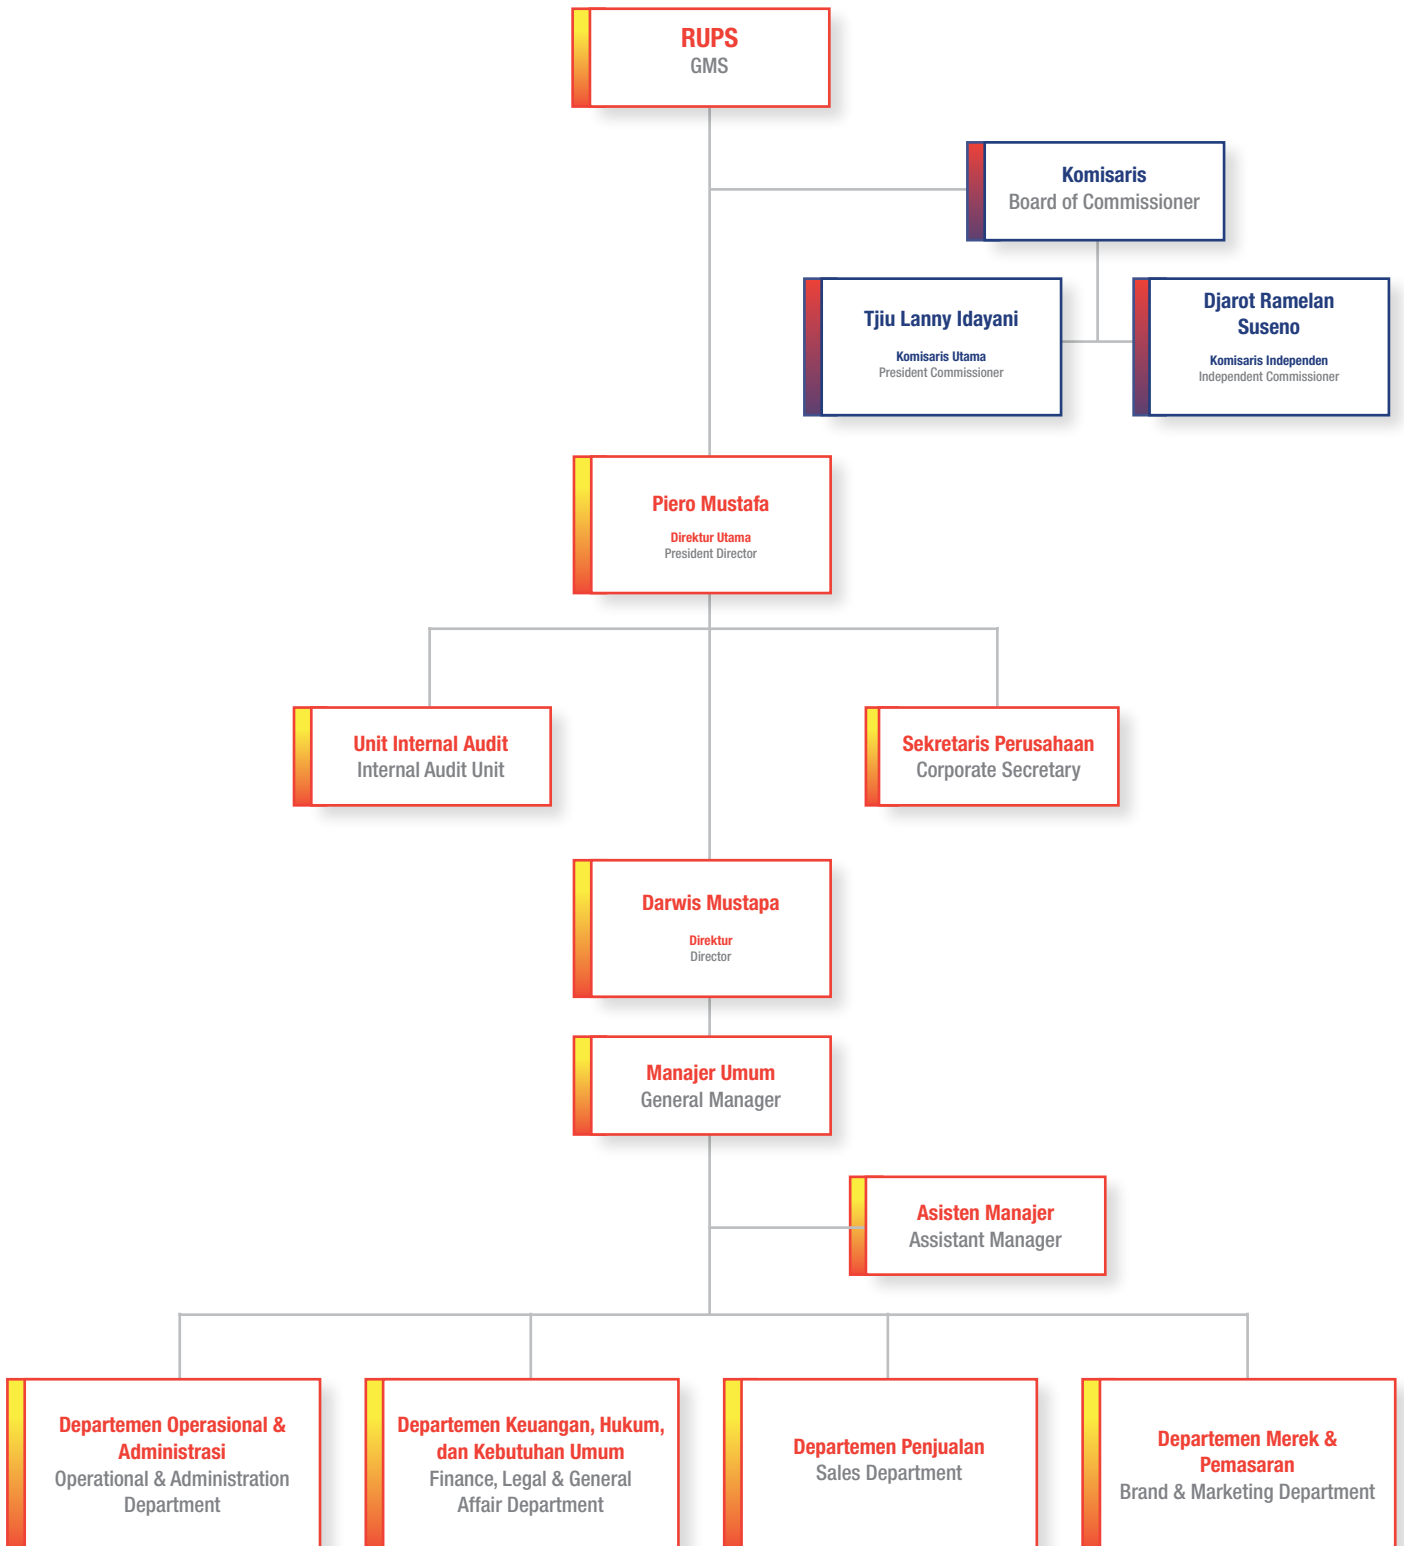 RUPS
GMS
Komisaris
Board of Commissioner
Tjiu Lanny Idayani
Komisaris Utama
President Commissioner
Djarot Ramelan
Suseno
Komisaris Independen
Independent Commissioner
Piero Mustafa
Direktur Utama
President Director
Unit Internal Audit
Internal Audit Unit
Sekretaris Perusahaan
Corporate Secretary
Darwis Mustapa
Direktur
Director
Manajer Umum
General Manager
Asisten Manajer
Assistant Manager
Departemen Operasional &
Administrasi
Operational & Administration
Department
Departemen Keuangan, Hukum,
dan Kebutuhan Umum
Finance, Legal & General
Affair Department
Departemen Penjualan
Sales Department
Departemen Merek &
Pemasaran
Brand & Marketing Department